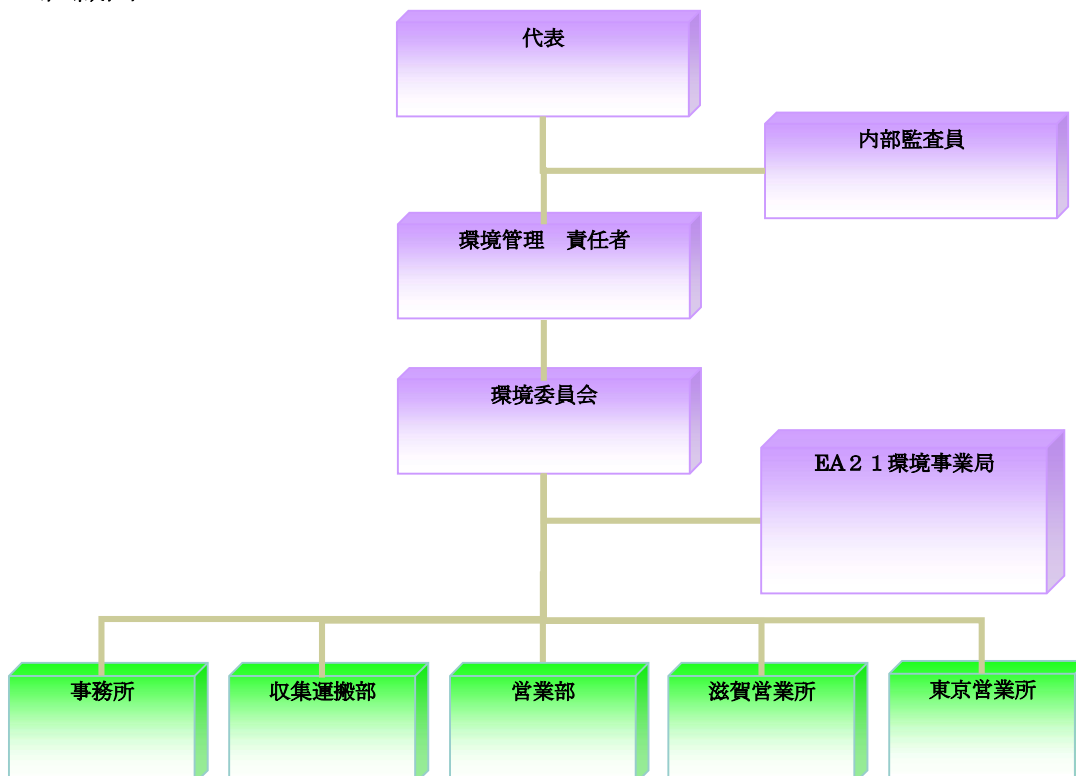 代表
内部監査員
環境管理　責任者
環境委員会
EA２１環境事業局
事務所
収集運搬部
営業部
滋賀営業所
東京営業所